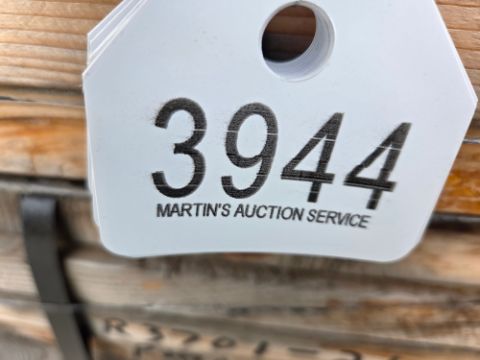 3944
MARTIN'S AUCTION SERVICE